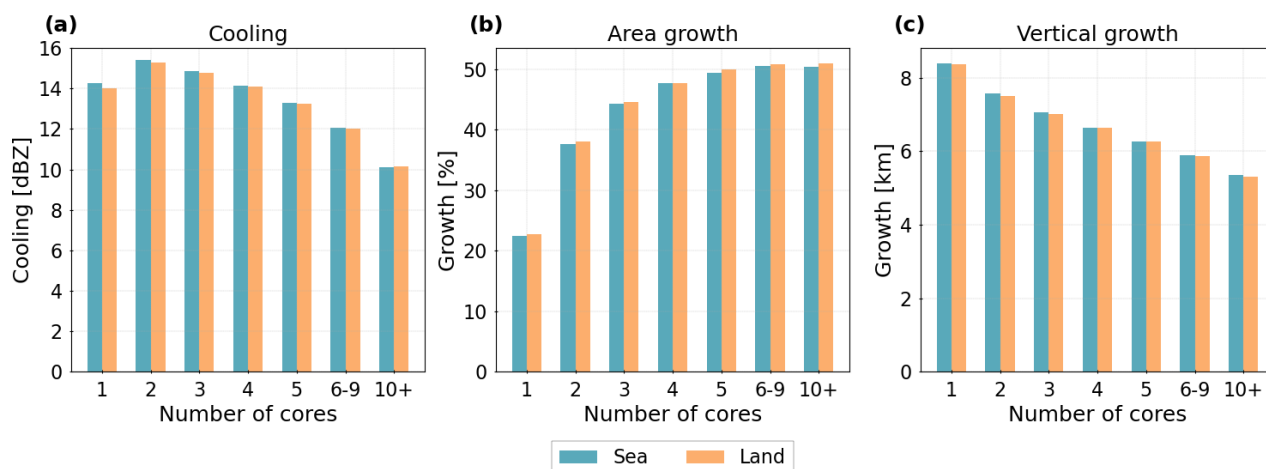 (a) Cooling
Cooling [dBZ]
16
14
12
10
8
6
4
2
0
1 2 3 4 5 6-9 10+
Number of cores
(b) Area growth
Growth [%]
50
40
30
20
10
0
1 2 3 4 5 6-9 10+
Number of cores
(c) Vertical growth
Growth [km]
8
6
4
2
0
1 2 3 4 5 6-9 10+
Number of cores
Sea Land